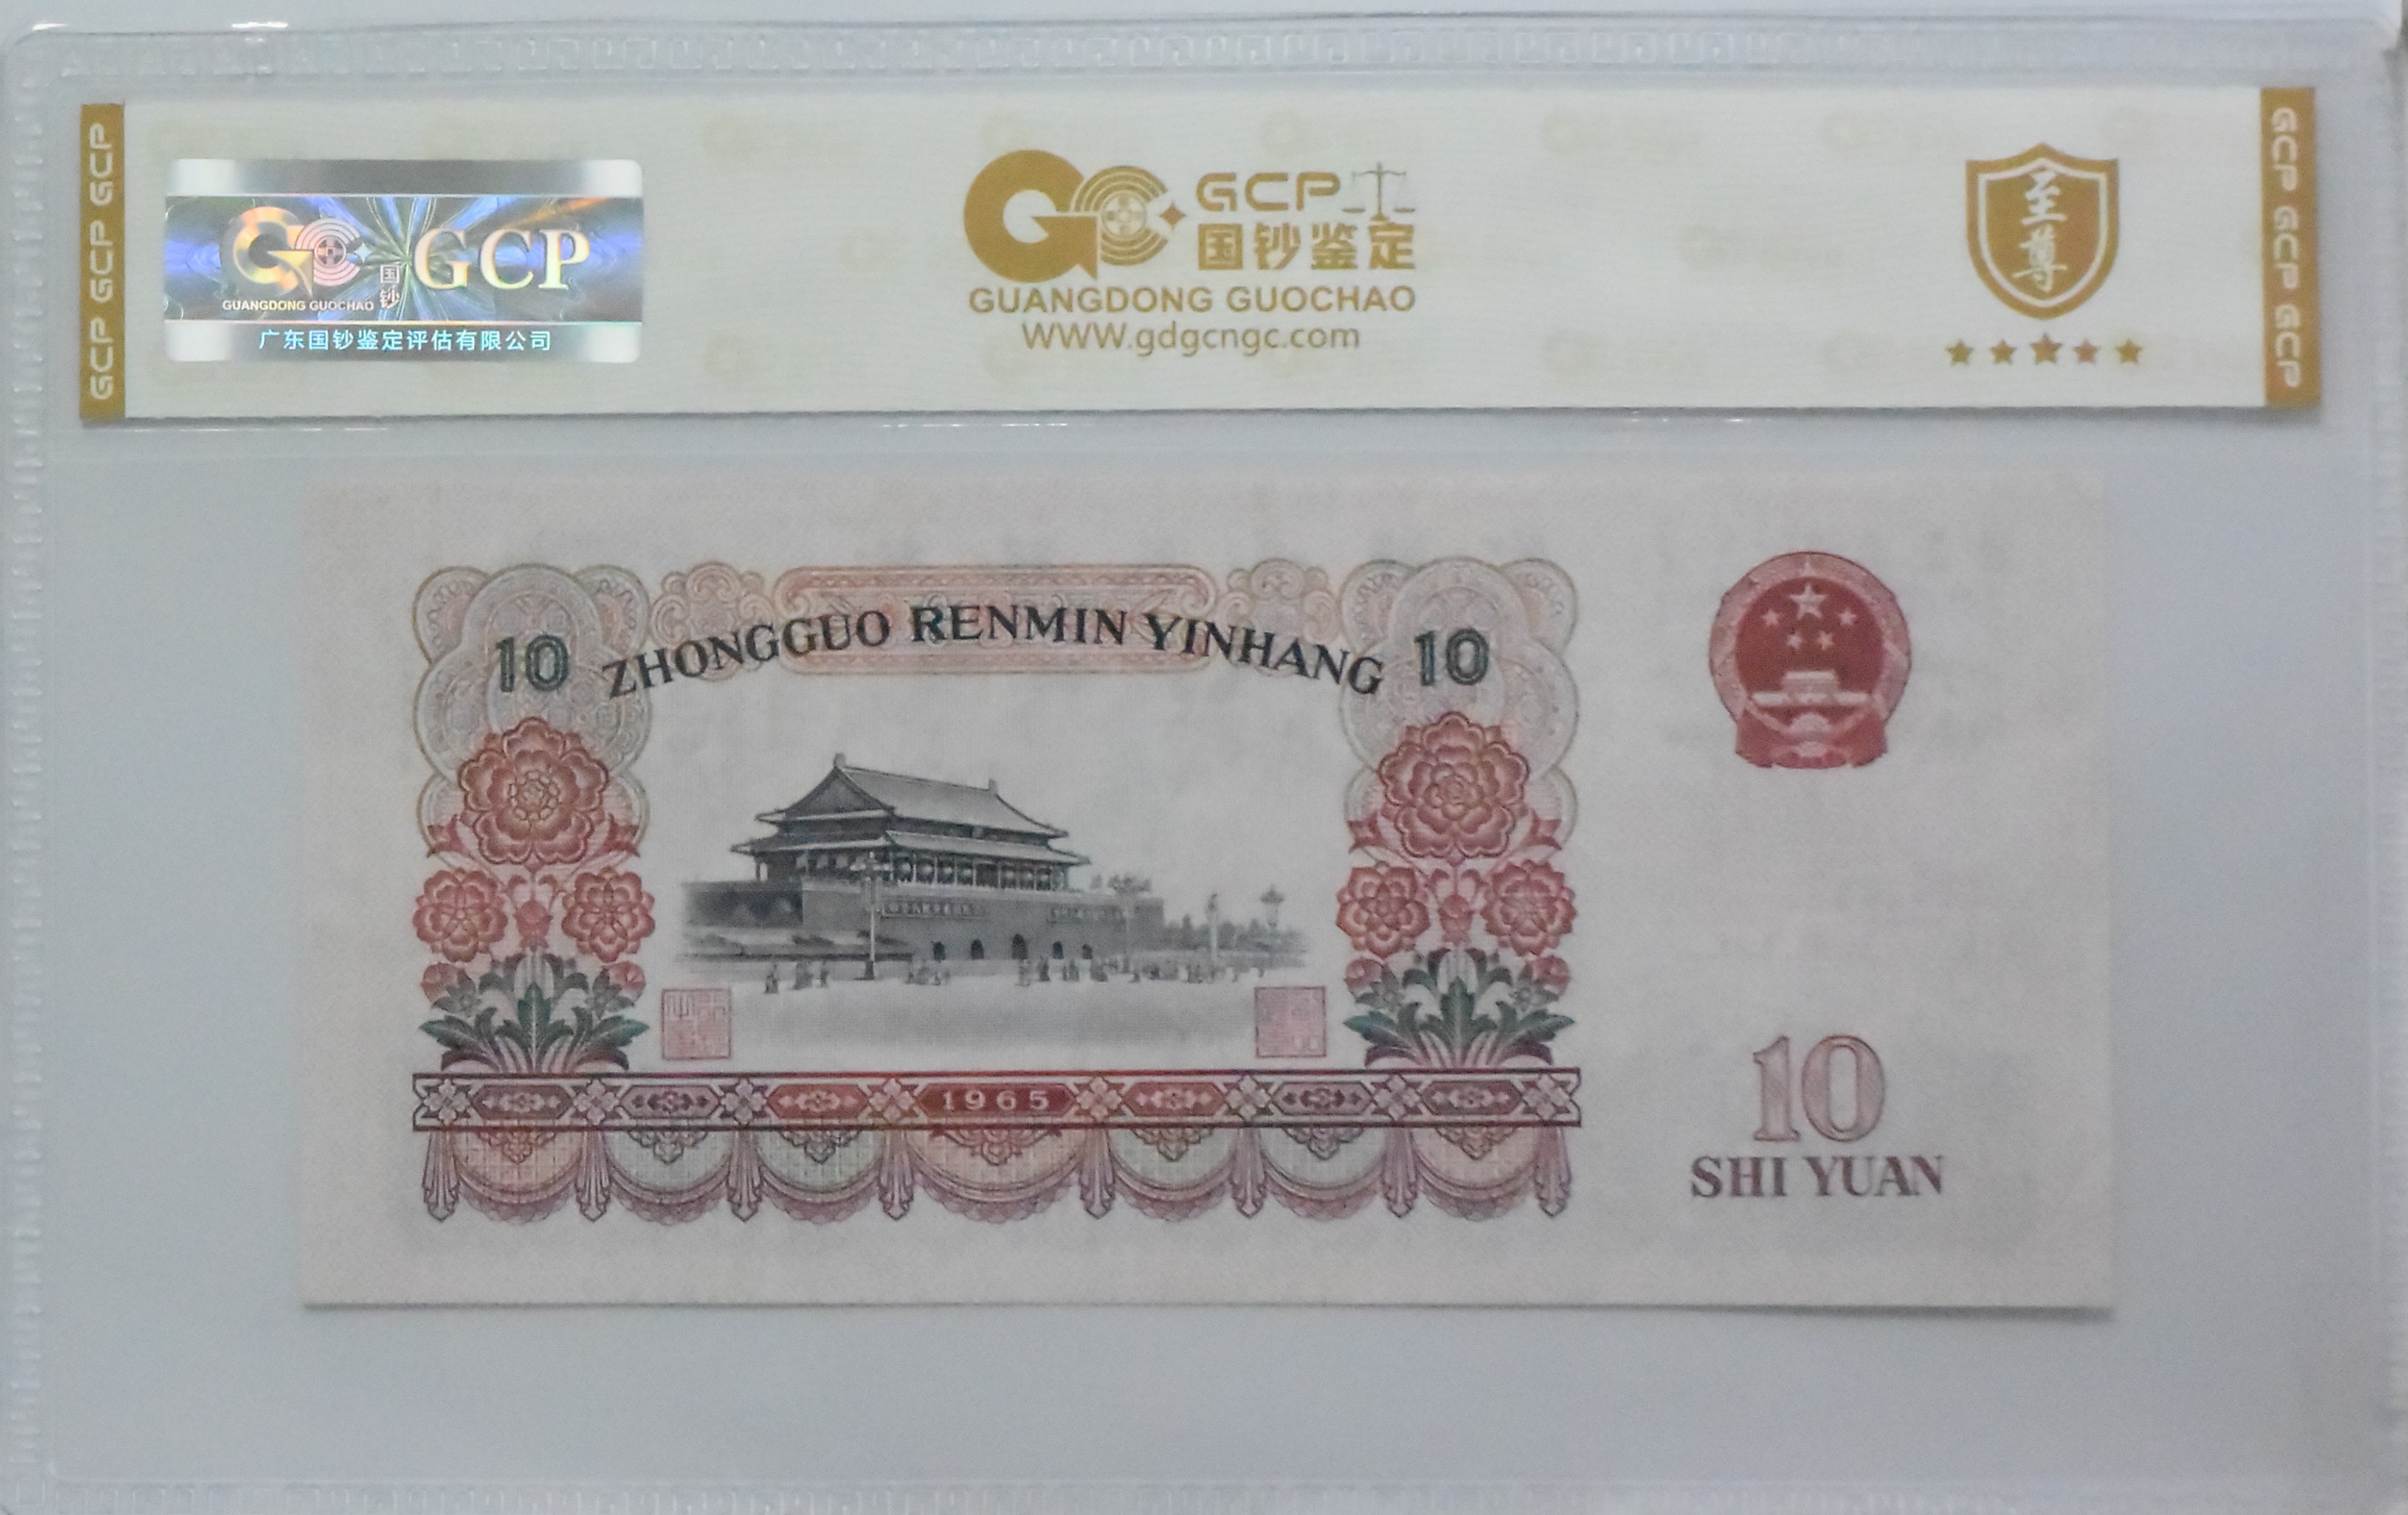 GCP GCP GCP
GCP
国钞
GUANGDONG GUOCHAO
广东国钞鉴定评估有限公司
GCP
国钞鉴定
GUANGDONG GUOCHAO
WWW.gdgcngc.com
至尊
GCP GCP GCP
10 ZHONGGUO RENMIN YINHANG 10
1965
10
SHI YUAN